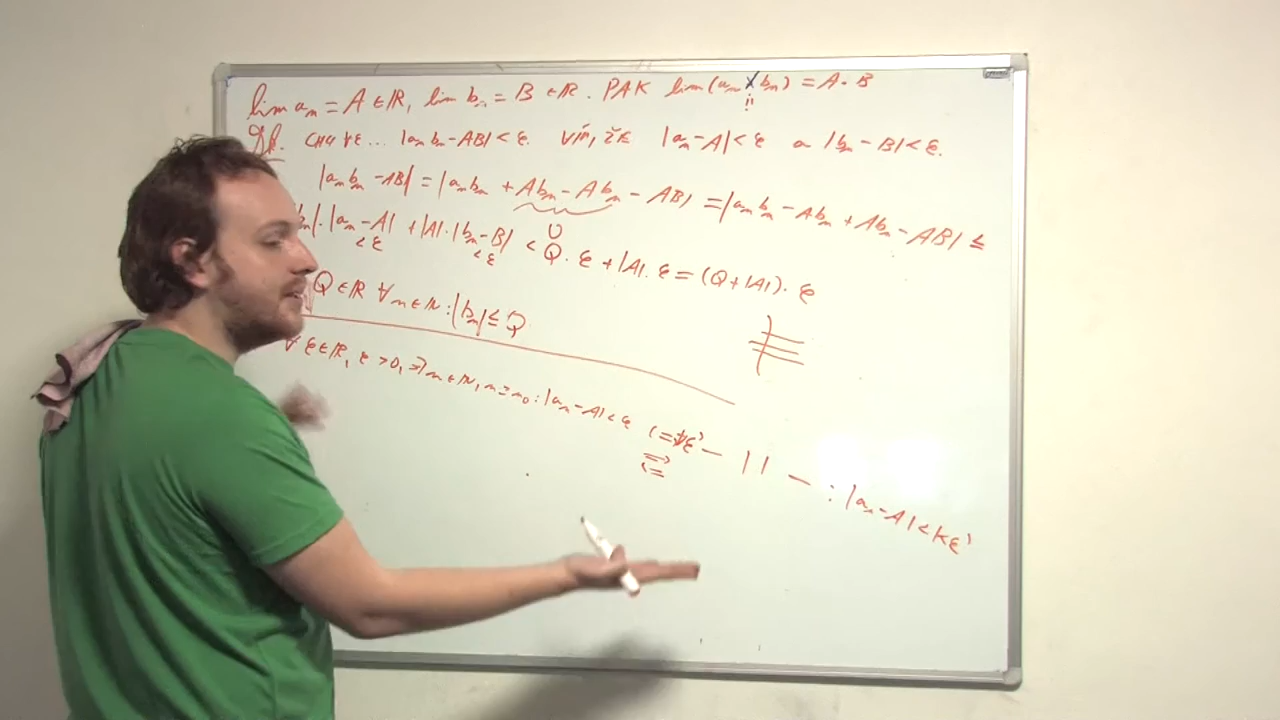 lim aₙ = A ∈ ℝ, lim bₙ = B ∈ ℝ. PAK lim(aₙ bₙ) = A · B
Dk. CHCI ∀ε... |aₙbₙ - AB| < ε. VÍM, ŽE |aₙ - A| < ε a |bₙ - B| < ε.
|aₙbₙ - AB| = |aₙbₙ + Abₙ - Abₙ - AB| = |aₙbₙ - Abₙ + Abₙ - AB| ≤
bₙ|·|aₙ - A| + |A|·|bₙ - B| < Q · ε + |A| · ε = (Q + |A|) · ε
< ε < ε
Q ∈ ℝ ∀n ∈ ℕ : |bₙ| ≤ Q
∀ ε ∈ ℝ, ε > 0, ∃ n ∈ ℕ, n ≥ n₀ : |aₙ - A| < ε (= ∀ε' — || — : |aₙ - A| < kε'